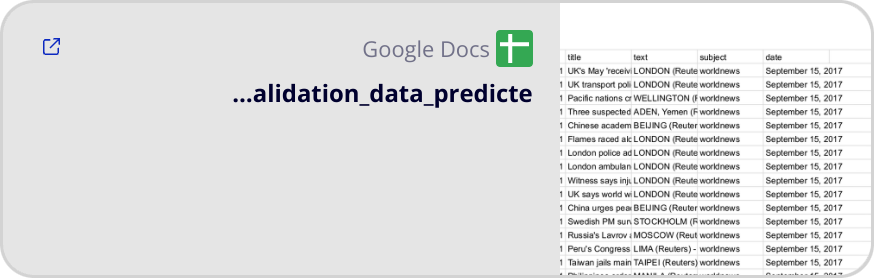 Google Docs
...alidation_data_predicte
title text subject date
1 UK's May 'receiv LONDON (Reute worldnews September 15, 2017
1 UK transport poli LONDON (Reute worldnews September 15, 2017
1 Pacific nations cr WELLINGTON (F worldnews September 15, 2017
1 Three suspected ADEN, Yemen (R worldnews September 15, 2017
1 Chinese academ BEIJING (Reuter worldnews September 15, 2017
1 Flames raced alo LONDON (Reute worldnews September 15, 2017
1 London police ad LONDON (Reute worldnews September 15, 2017
1 London ambulan LONDON (Reute worldnews September 15, 2017
1 Witness says inju LONDON (Reute worldnews September 15, 2017
1 UK says world wi LONDON (Reute worldnews September 15, 2017
1 China urges peac BEIJING (Reuter worldnews September 15, 2017
1 Swedish PM surv STOCKHOLM (R worldnews September 15, 2017
1 Russia's Lavrov a MOSCOW (Reut worldnews September 15, 2017
1 Peru's Congress LIMA (Reuters) - worldnews September 15, 2017
1 Taiwan jails main TAIPEI (Reuters) worldnews September 15, 2017